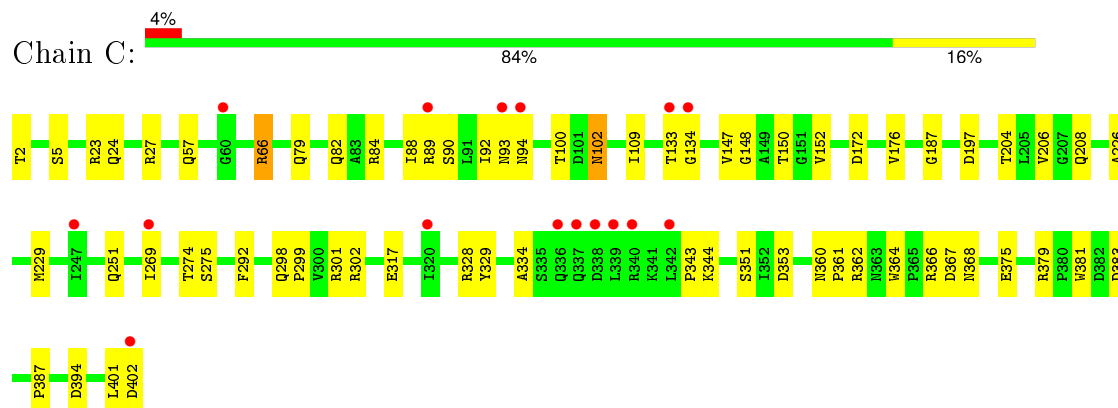 4%
Chain C:
84% 16%
T2 S5 R23 Q24 R27 Q57 G60 R66 Q79 Q82 A83 R84 I88 R89 S90 L91 I92 N93 N94 T100 D101 N102 I109 T133 G134 V147 G148 A149 T150 G151 V152 D172 V176 G187 D197 T204 L205 V206 G207 Q208 A226
M229 I247 Q251 I269 T274 S275 F292 Q298 P299 V300 R301 R302 E317 I320 R328 Y329 A334 S335 Q336 Q337 D338 L339 R340 K341 L342 P343 K344 S351 I352 D353 N360 P361 R362 N363 W364 P365 R366 D367 N368 E375 R379 P380 W381 D382 D383
P387 D394 L401 D402